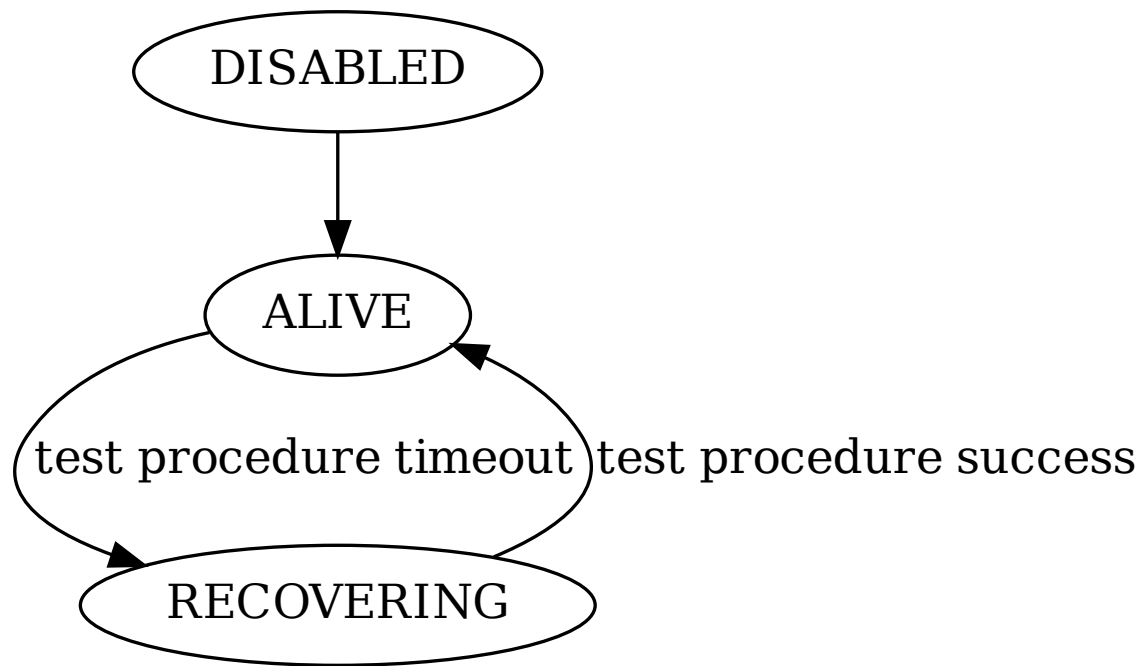 DISABLED
ALIVE
test procedure timeout
test procedure success
RECOVERING